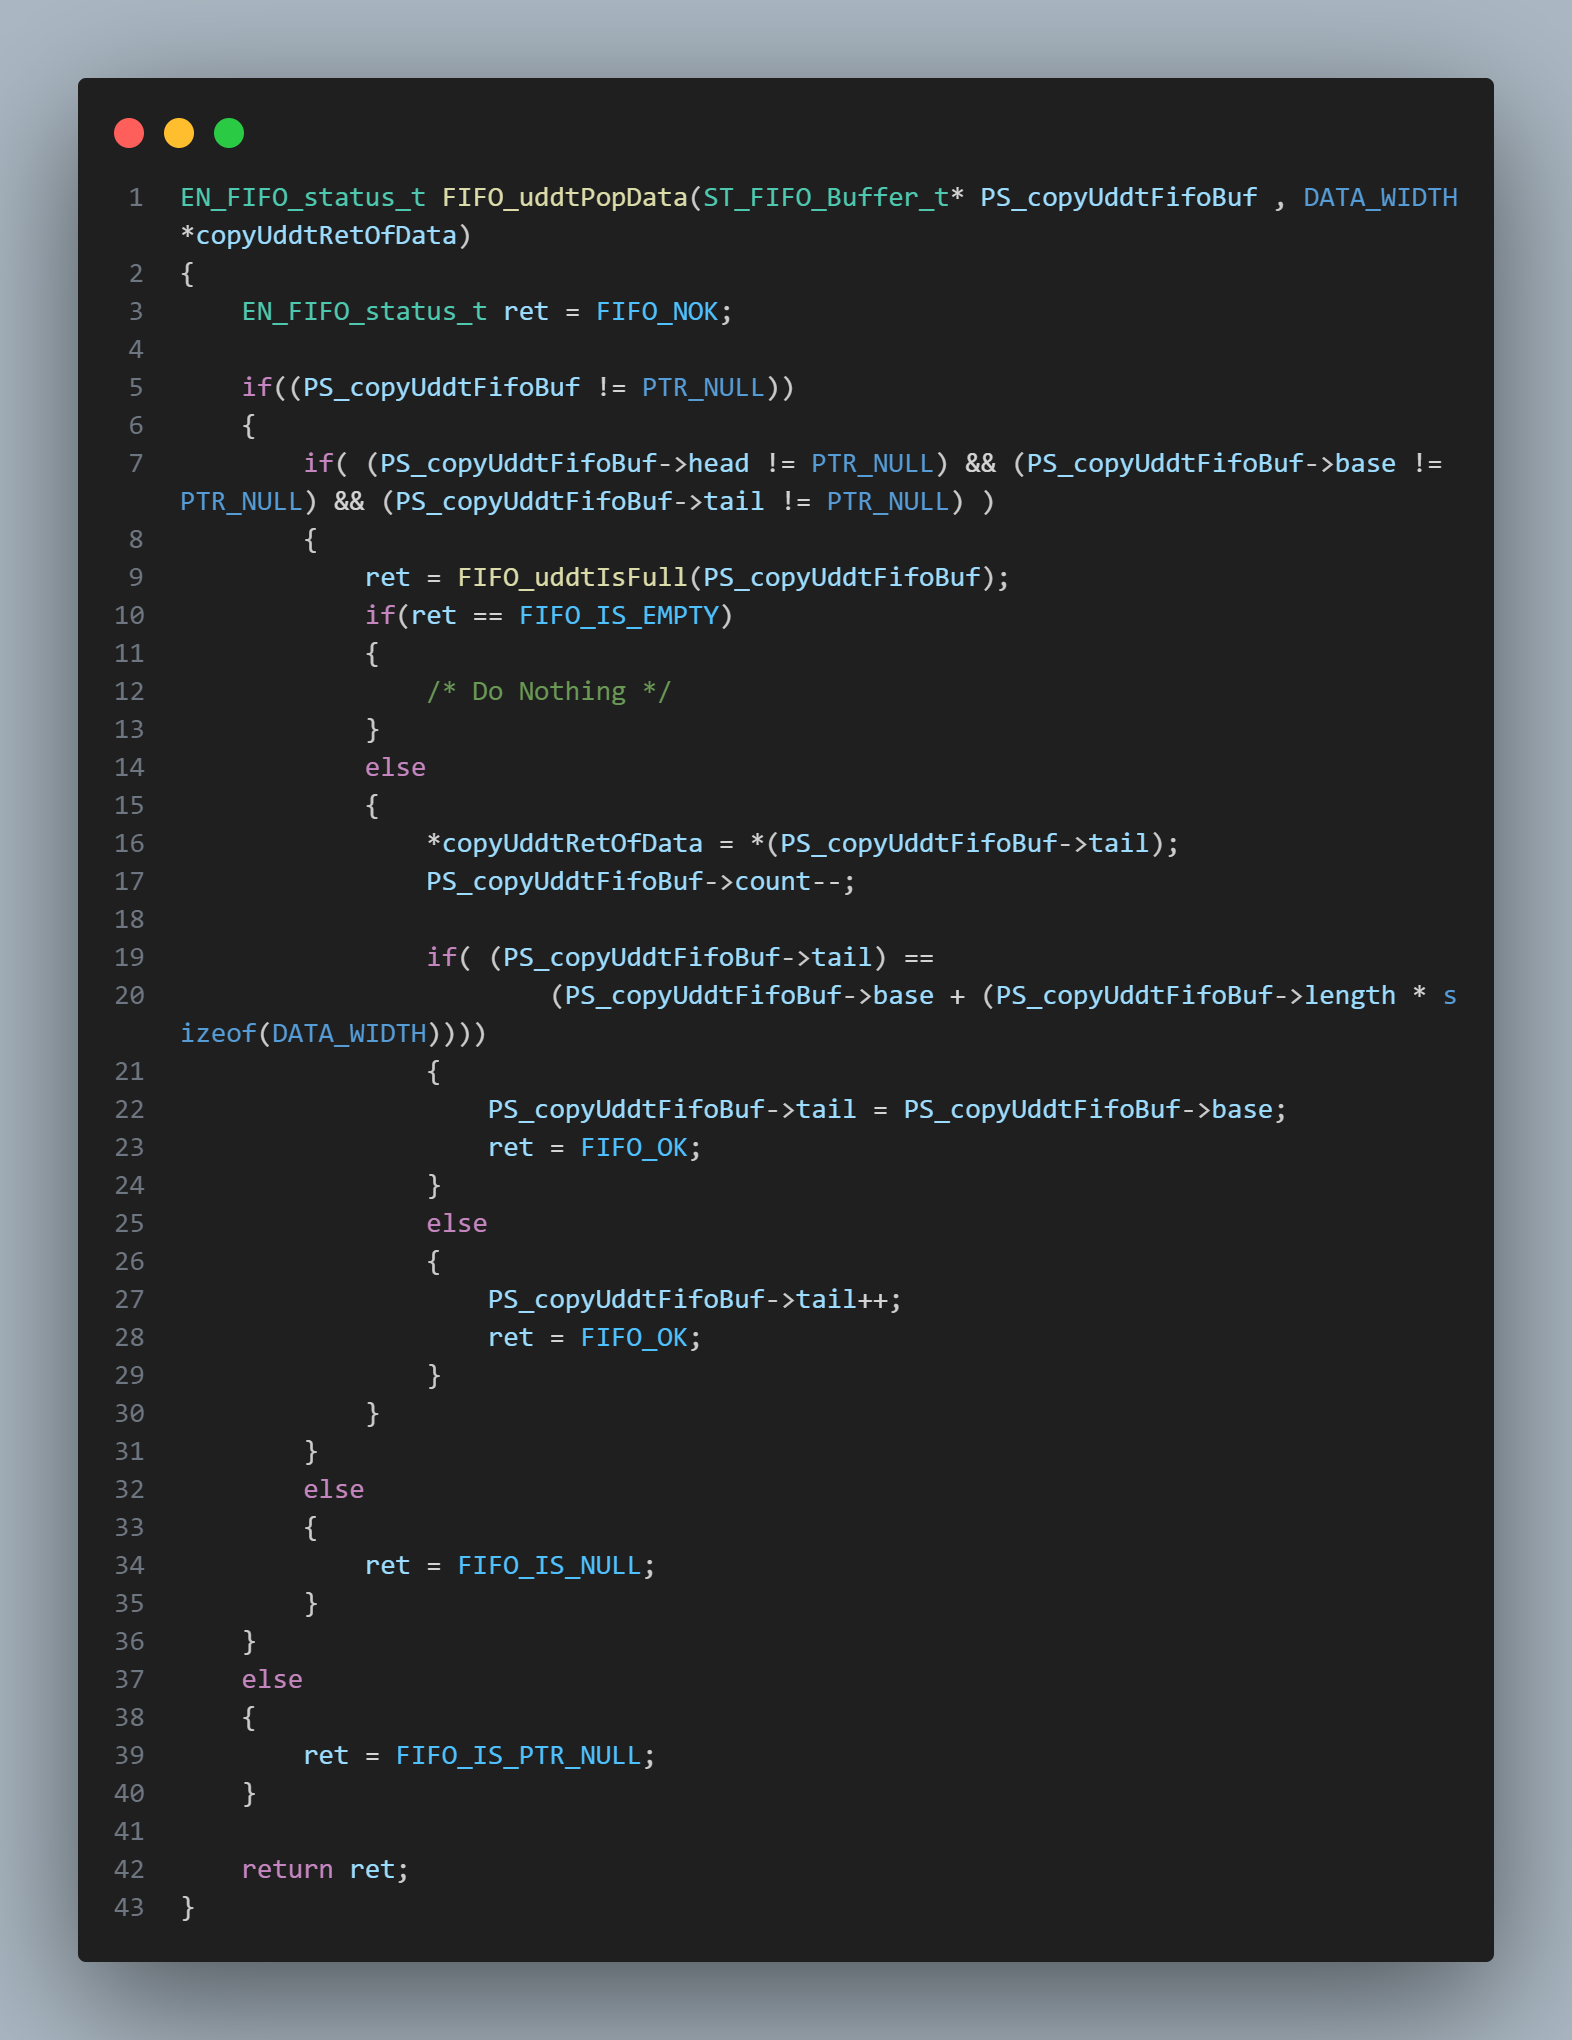 1 EN_FIFO_status_t FIFO_uddtPopData(ST_FIFO_Buffer_t* PS_copyUddtFifoBuf , DATA_WIDTH
*copyUddtRetOfData)
2 {
3     EN_FIFO_status_t ret = FIFO_NOK;
4
5     if((PS_copyUddtFifoBuf != PTR_NULL))
6     {
7         if( (PS_copyUddtFifoBuf->head != PTR_NULL) && (PS_copyUddtFifoBuf->base !=
PTR_NULL) && (PS_copyUddtFifoBuf->tail != PTR_NULL) )
8         {
9             ret = FIFO_uddtIsFull(PS_copyUddtFifoBuf);
10             if(ret == FIFO_IS_EMPTY)
11             {
12                 /* Do Nothing */
13             }
14             else
15             {
16                 *copyUddtRetOfData = *(PS_copyUddtFifoBuf->tail);
17                 PS_copyUddtFifoBuf->count--;
18
19                 if( (PS_copyUddtFifoBuf->tail) ==
20                         (PS_copyUddtFifoBuf->base + (PS_copyUddtFifoBuf->length * s
izeof(DATA_WIDTH))))
21                 {
22                     PS_copyUddtFifoBuf->tail = PS_copyUddtFifoBuf->base;
23                     ret = FIFO_OK;
24                 }
25                 else
26                 {
27                     PS_copyUddtFifoBuf->tail++;
28                     ret = FIFO_OK;
29                 }
30             }
31         }
32         else
33         {
34             ret = FIFO_IS_NULL;
35         }
36     }
37     else
38     {
39         ret = FIFO_IS_PTR_NULL;
40     }
41
42     return ret;
43 }